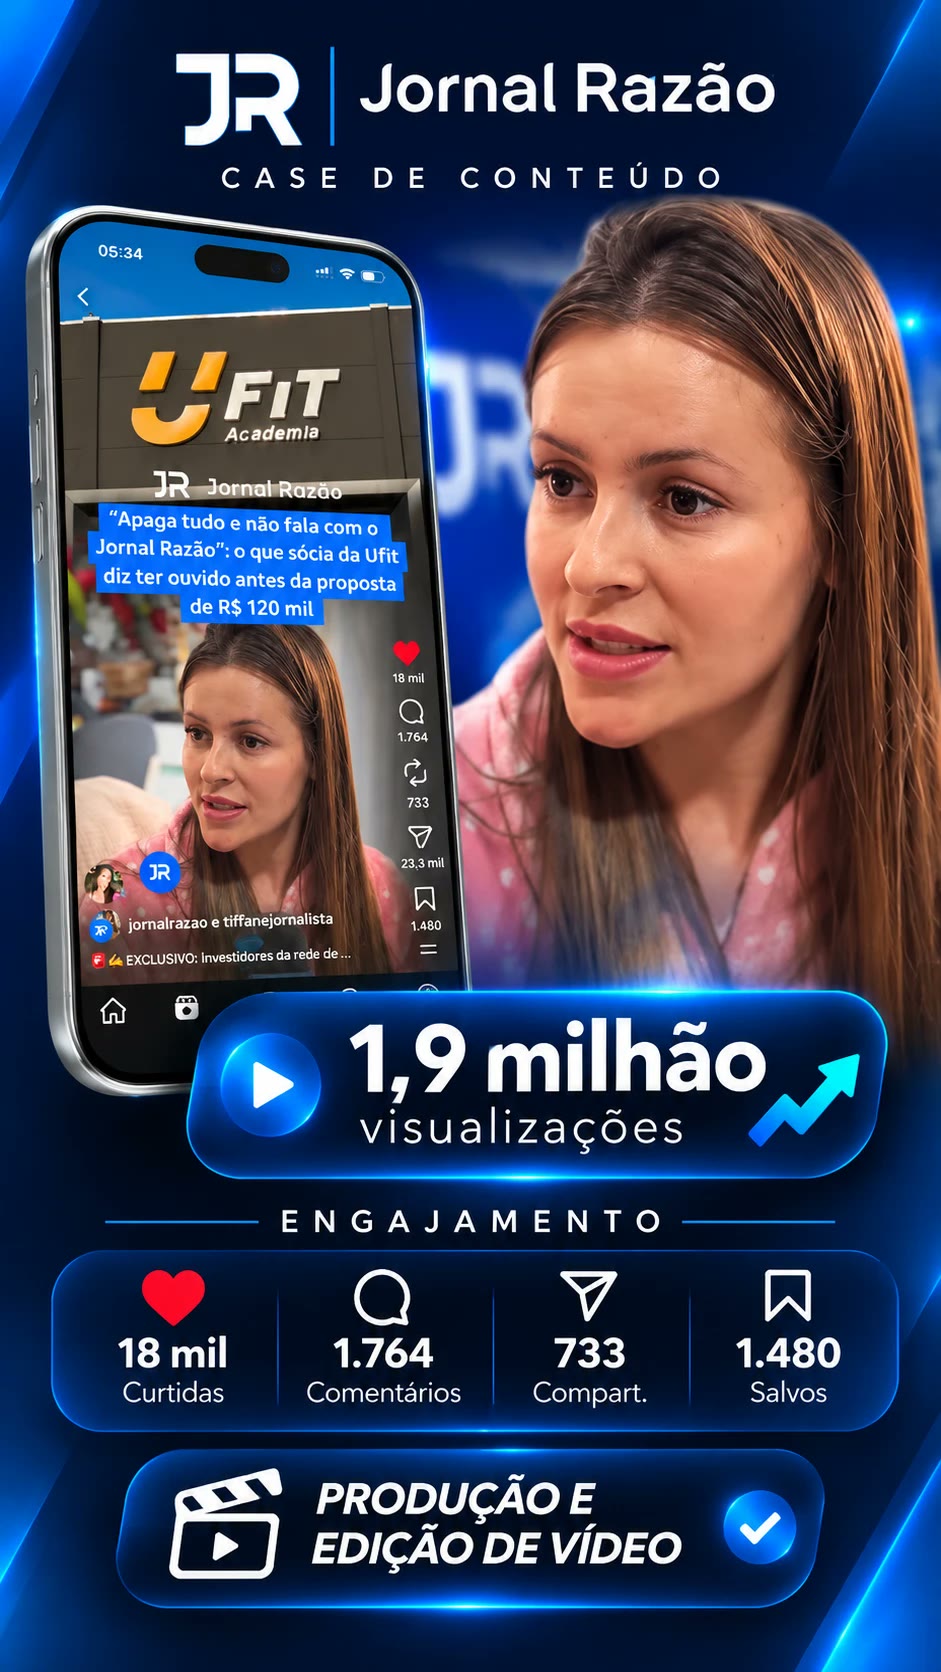 JR | Jornal Razão
CASE DE CONTEÚDO
05:34
UFIT
Academia
JR Jornal Razão
“Apaga tudo e não fala com o
Jornal Razão”: o que sócia da Ufit
diz ter ouvido antes da proposta
de R$ 120 mil
18 mil
1.764
733
23,3 mil
1.480
JR
JR
jornalrazao e tiffanejornalista
EXCLUSIVO: Investidores da rede de ...
JR
1,9 milhão
visualizações
ENGAJAMENTO
18 mil
Curtidas
1.764
Comentários
733
Compart.
1.480
Salvos
PRODUÇÃO E
EDIÇÃO DE VÍDEO